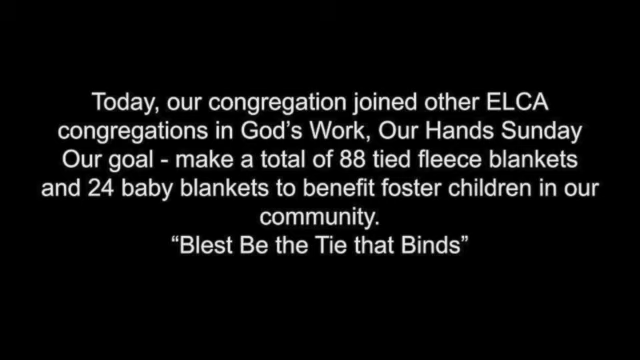 Today, our congregation joined other ELCA
congregations in God's Work, Our Hands Sunday
Our goal - make a total of 88 tied fleece blankets
and 24 baby blankets to benefit foster children in our
community.
“Blest Be the Tie that Binds”